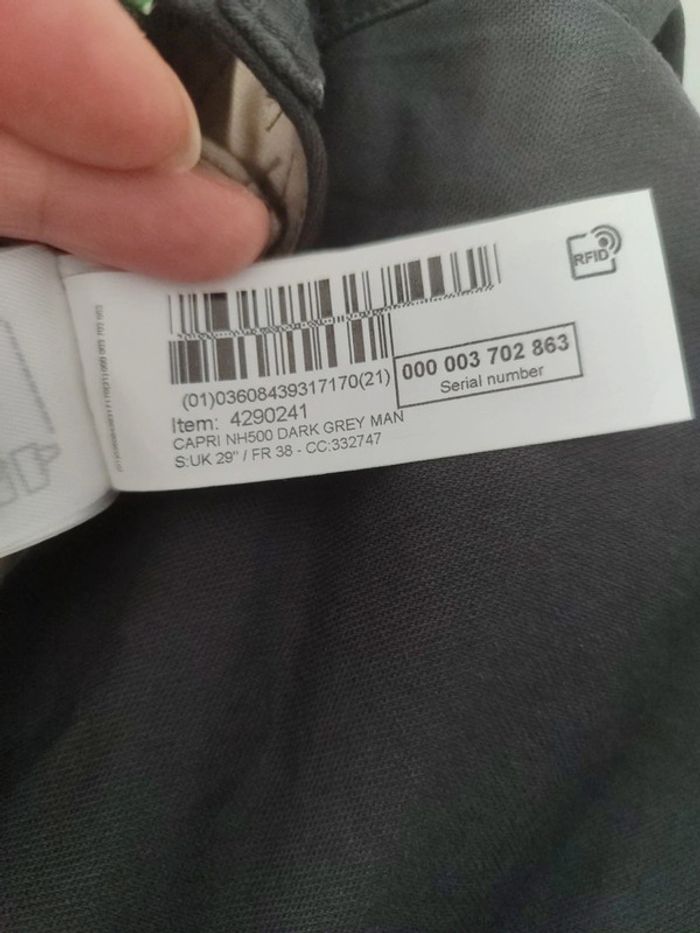 RFID
(01)03608439317170(21)
000 003 702 863
Serial number
Item: 4290241
CAPRI NH500 DARK GREY MAN
S:UK 29" / FR 38 - CC:332747